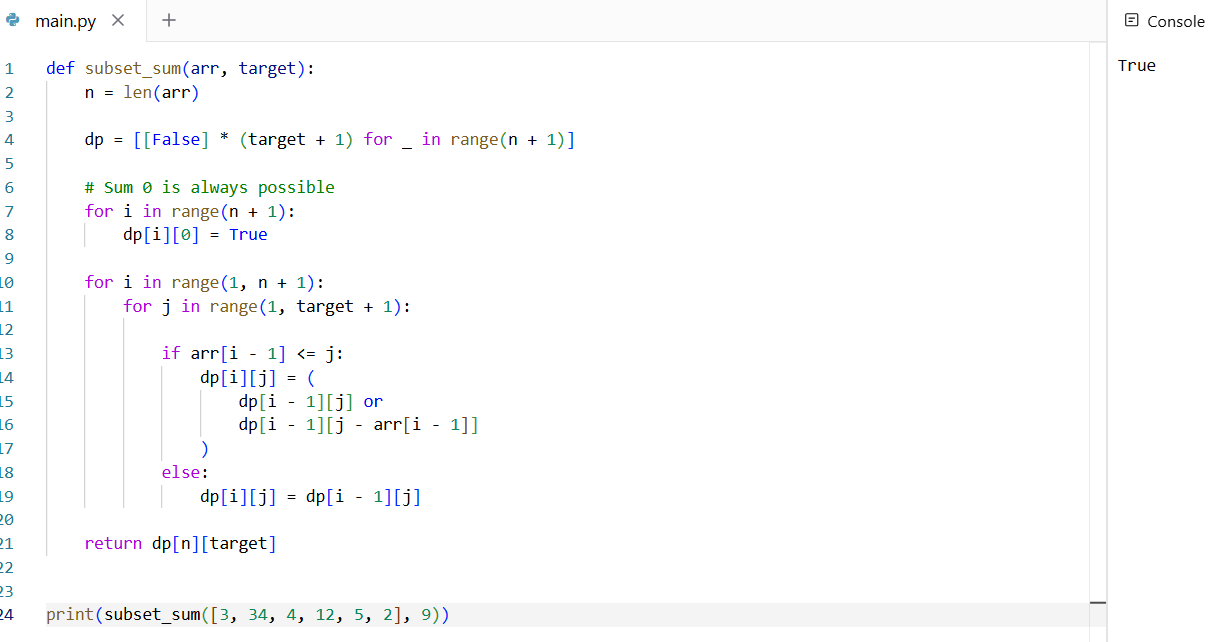 main.py
Console
True
1 def subset_sum(arr, target):
2     n = len(arr)
3
4     dp = [[False] * (target + 1) for _ in range(n + 1)]
5
6     # Sum 0 is always possible
7     for i in range(n + 1):
8         dp[i][0] = True
9
10     for i in range(1, n + 1):
11         for j in range(1, target + 1):
12
13             if arr[i - 1] <= j:
14                 dp[i][j] = (
15                     dp[i - 1][j] or
16                     dp[i - 1][j - arr[i - 1]]
17                 )
18             else:
19                 dp[i][j] = dp[i - 1][j]
20
21     return dp[n][target]
22
23
24 print(subset_sum([3, 34, 4, 12, 5, 2], 9))